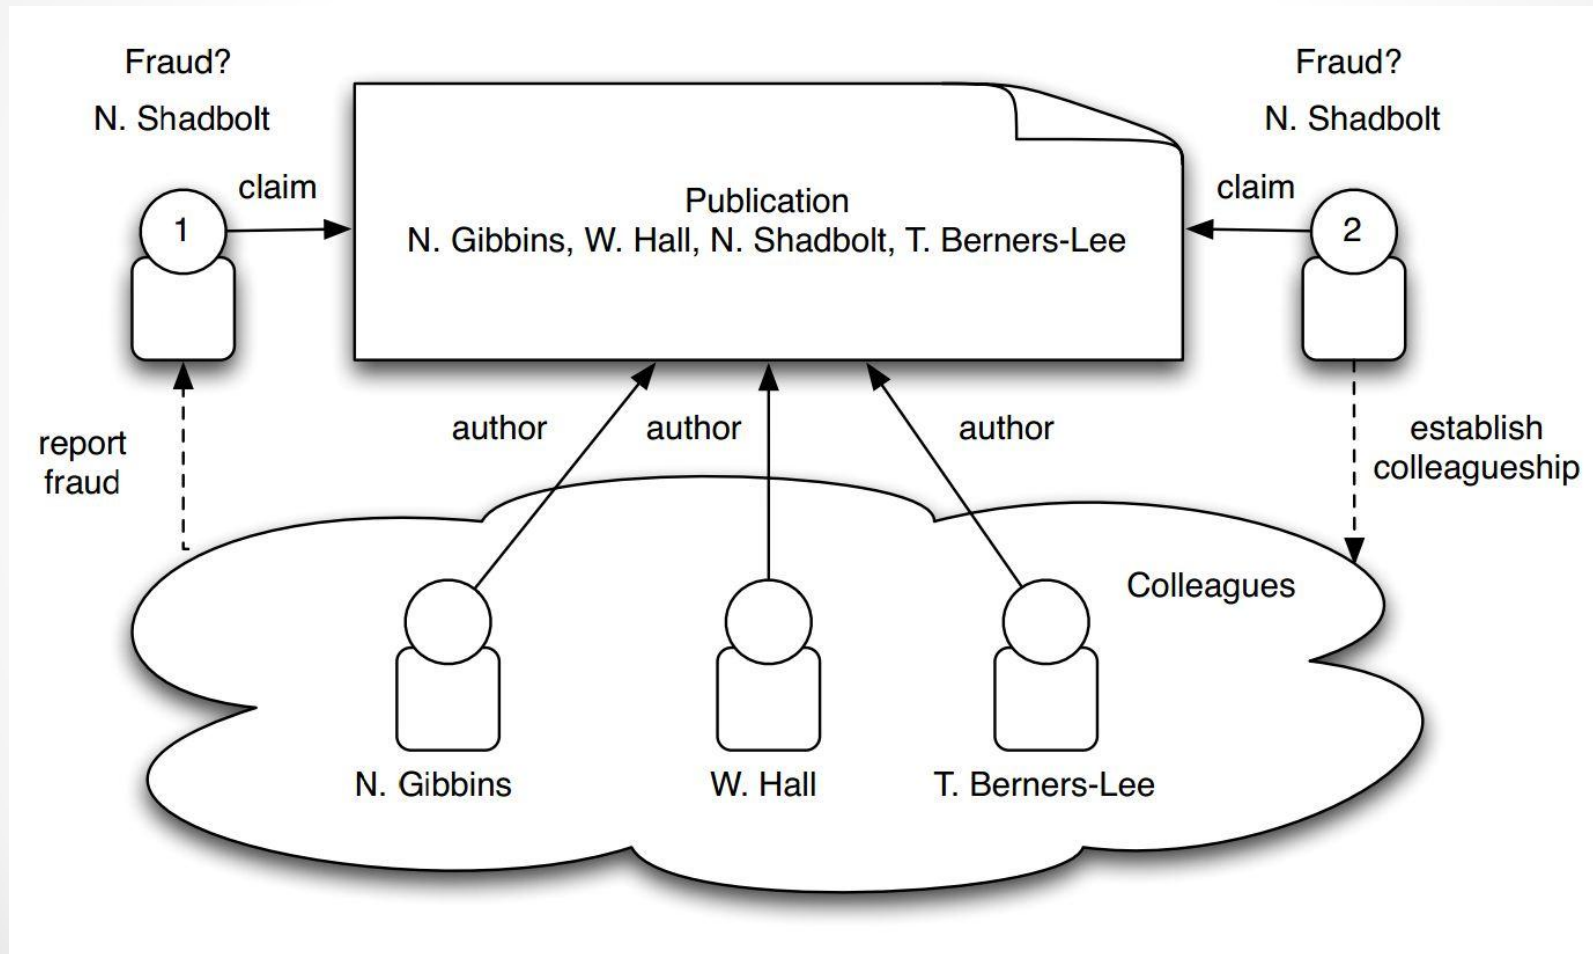 Fraud?
N. Shadbolt
Fraud?
N. Shadbolt
claim
claim
1
2
Publication
N. Gibbins, W. Hall, N. Shadbolt, T. Berners-Lee
author
author
author
report
fraud
establish
colleagueship
Colleagues
N. Gibbins
W. Hall
T. Berners-Lee